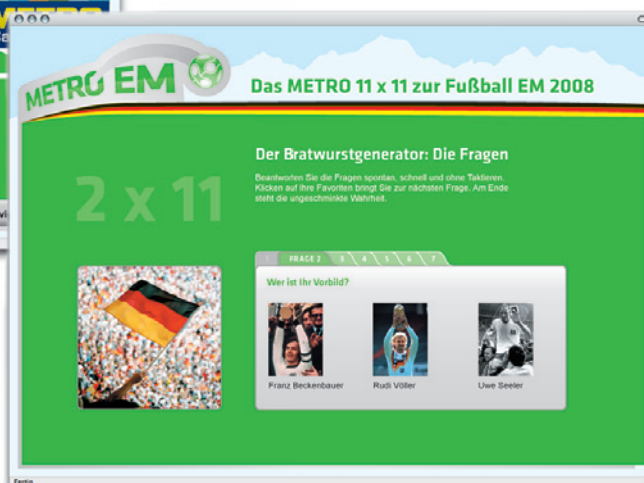 METRO
METRO EM
Das METRO 11 x 11 zur Fußball EM 2008
Der Bratwurstgenerator: Die Fragen
Beantworten Sie die Fragen spontan, schnell und ohne Taktieren.
Klicken auf Ihre Favoriten bringt Sie zur nächsten Frage. Am Ende
steht die ungeschminkte Wahrheit.
2 x 11
FRAGE 2 3 4 5 6 7
Wer ist Ihr Vorbild?
Franz Beckenbauer Rudi Völler Uwe Seeler
Fertig